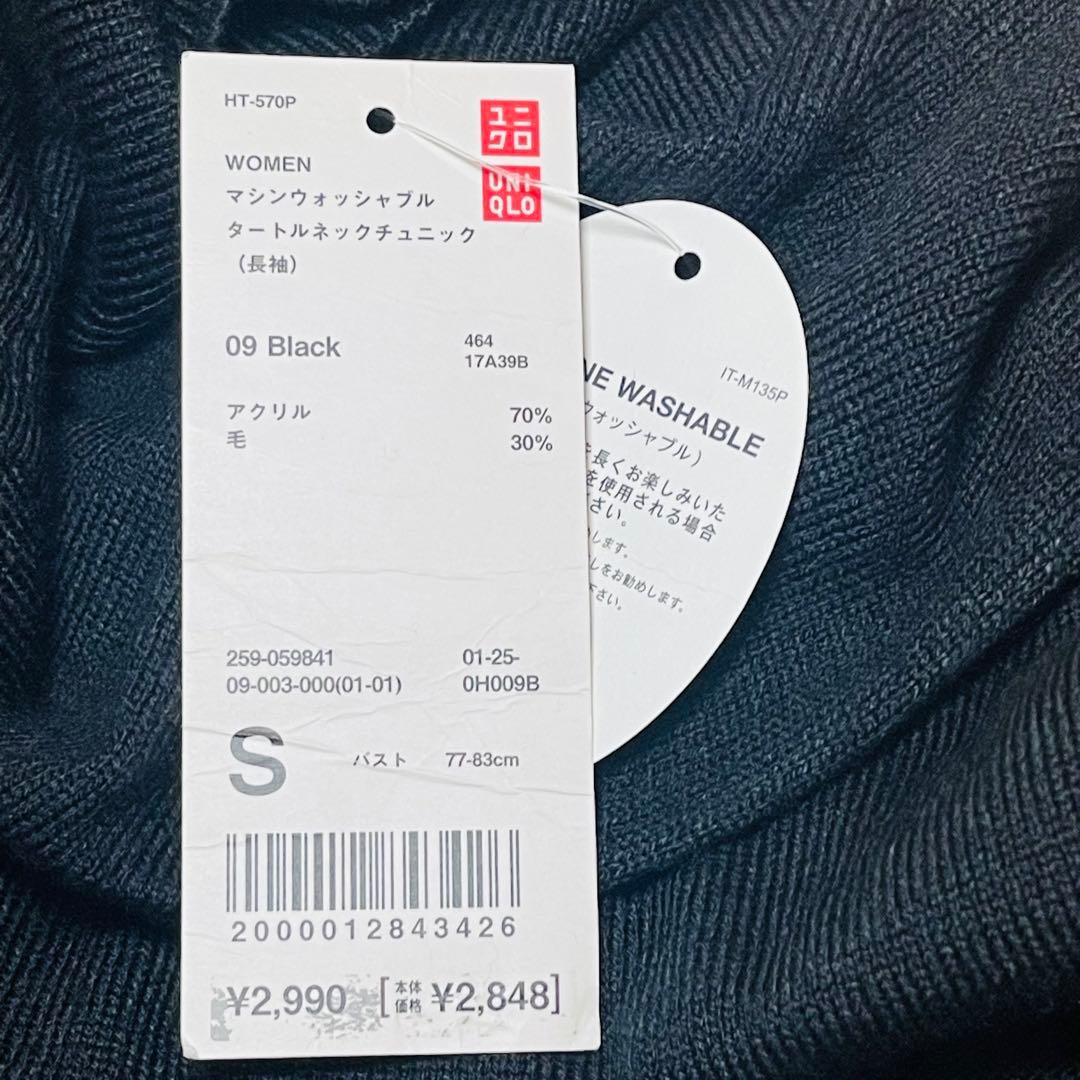 HT-570P
ユニ
クロ
UNI
QLO
WOMEN
マシンウォッシャブル
タートルネックチュニック
（長袖）
09 Black
464
17A39B
アクリル 70%
毛 30%
259-059841
09-003-000(01-01)
01-25-
0H009B
S バスト 77-83cm
2000012843426
¥2,990 [本体価格 ¥2,848]
IT-M135P
WASHABLE
ウォッシャブル）
長くお楽しみいた
を使用される場合
さい。
します。
しをお勧めします。
下さい。